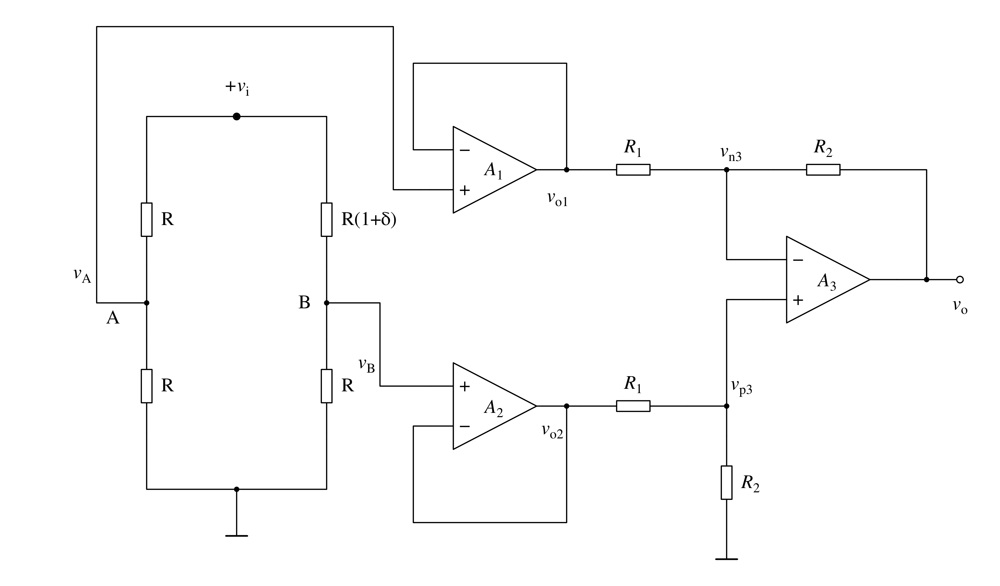 +vi
R1
vn3
R2
−
A1
+
vo1
R
R(1+δ)
vA
−
A3
+
vo
B
A
vB
R
R
+
A2
−
vo2
R1
vp3
R2